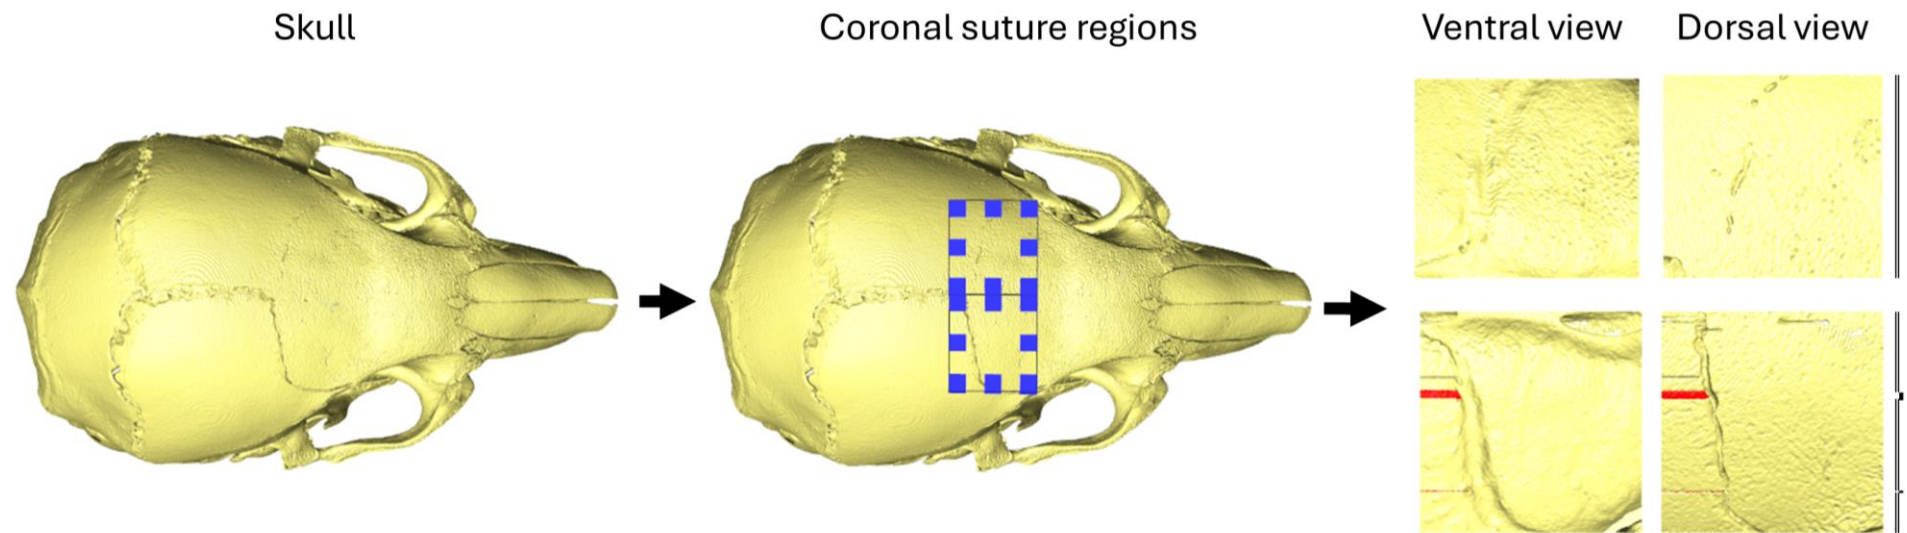 Skull
Coronal suture regions
Ventral view
Dorsal view